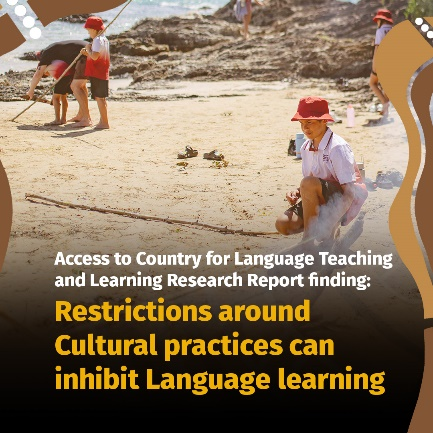 Access to Country for Language Teaching
and Learning Research Report finding:
Restrictions around
Cultural practices can
inhibit Language learning